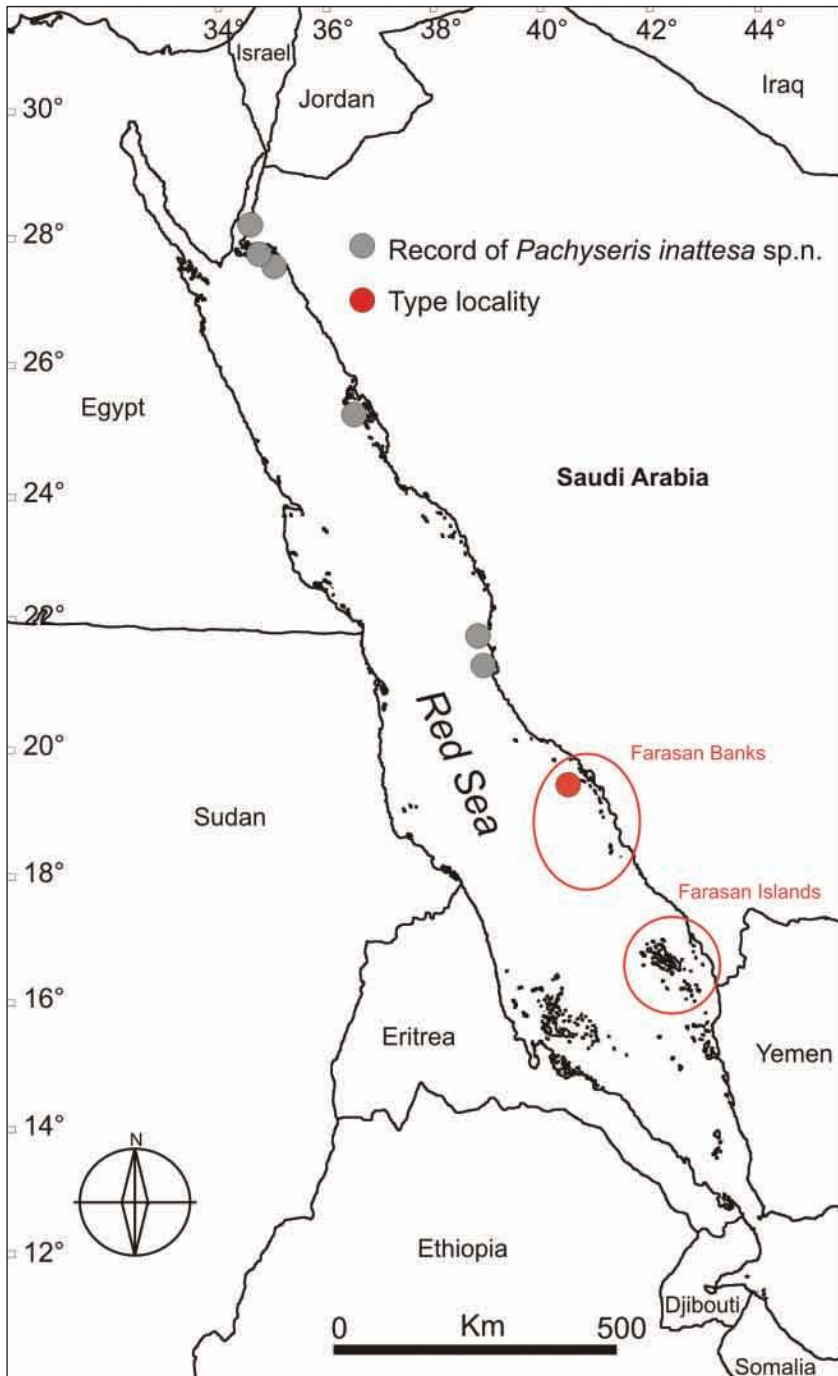 34° 36° 38° 40° 42° 44°
Israel
Jordan
Iraq
30°
28°
Record of Pachyseris inattesa sp.n.
Type locality
26°
Egypt
Saudi Arabia
24°
22°
Red Sea
20°
Farasan Banks
Sudan
18°
Farasan Islands
16°
Eritrea
Yemen
14°
N
12°
Ethiopia
Djibouti
0 Km 500
Somalia